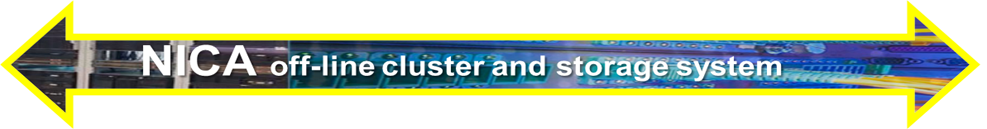 NICA off-line cluster and storage system